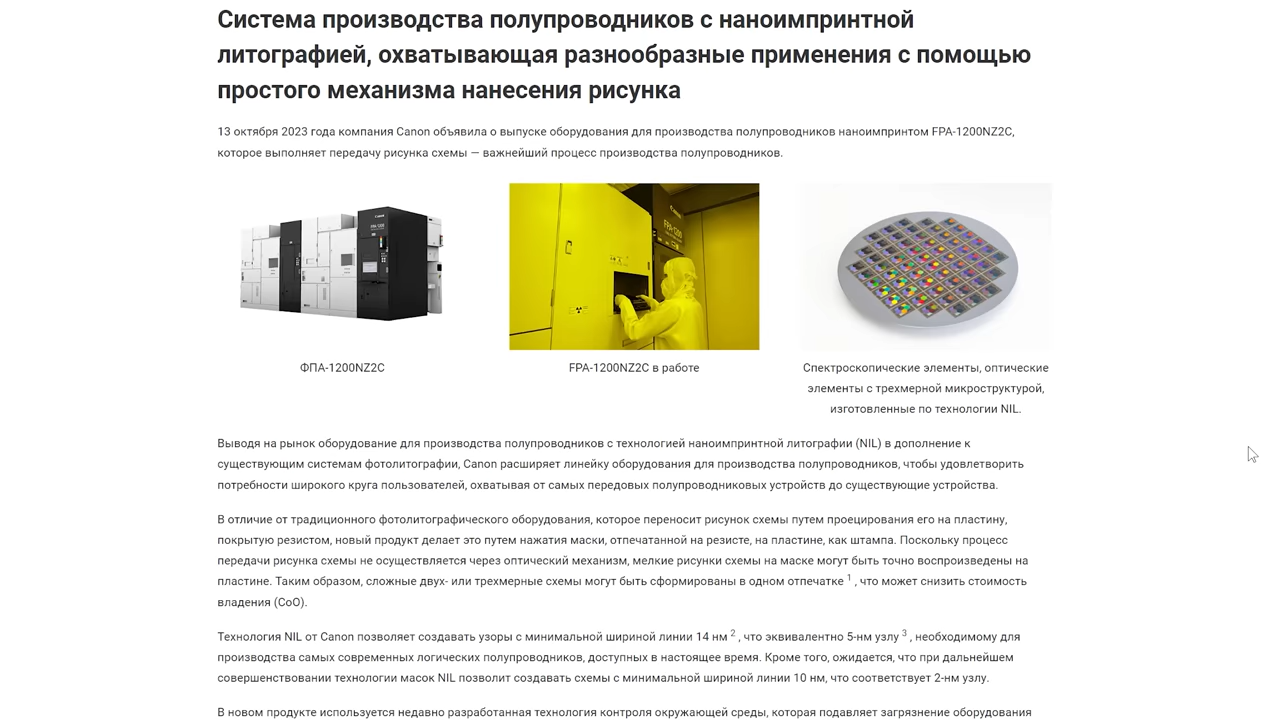 Система производства полупроводников с наноимпринтной
литографией, охватывающая разнообразные применения с помощью
простого механизма нанесения рисунка
13 октября 2023 года компания Canon объявила о выпуске оборудования для производства полупроводников наноимпринтом FPA-1200NZ2C,
которое выполняет передачу рисунка схемы — важнейший процесс производства полупроводников.
Canon
FPA-1200
FPA-1200
ФПА-1200NZ2C
FPA-1200NZ2C в работе
Спектроскопические элементы, оптические
элементы с трехмерной микроструктурой,
изготовленные по технологии NIL.
Выводя на рынок оборудование для производства полупроводников с технологией наноимпринтной литографии (NIL) в дополнение к
существующим системам фотолитографии, Canon расширяет линейку оборудования для производства полупроводников, чтобы удовлетворить
потребности широкого круга пользователей, охватывая от самых передовых полупроводниковых устройств до существующие устройства.
В отличие от традиционного фотолитографического оборудования, которое переносит рисунок схемы путем проецирования его на пластину,
покрытую резистом, новый продукт делает это путем нажатия маски, отпечатанной на резисте, на пластине, как штампа. Поскольку процесс
передачи рисунка схемы не осуществляется через оптический механизм, мелкие рисунки схемы на маске могут быть точно воспроизведены на
пластине. Таким образом, сложные двух- или трехмерные схемы могут быть сформированы в одном отпечатке 1 , что может снизить стоимость
владения (CoO).
Технология NIL от Canon позволяет создавать узоры с минимальной шириной линии 14 нм 2 , что эквивалентно 5-нм узлу 3 , необходимому для
производства самых современных логических полупроводников, доступных в настоящее время. Кроме того, ожидается, что при дальнейшем
совершенствовании технологии масок NIL позволит создавать схемы с минимальной шириной линии 10 нм, что соответствует 2-нм узлу.
В новом продукте используется недавно разработанная технология контроля окружающей среды, которая подавляет загрязнение оборудования